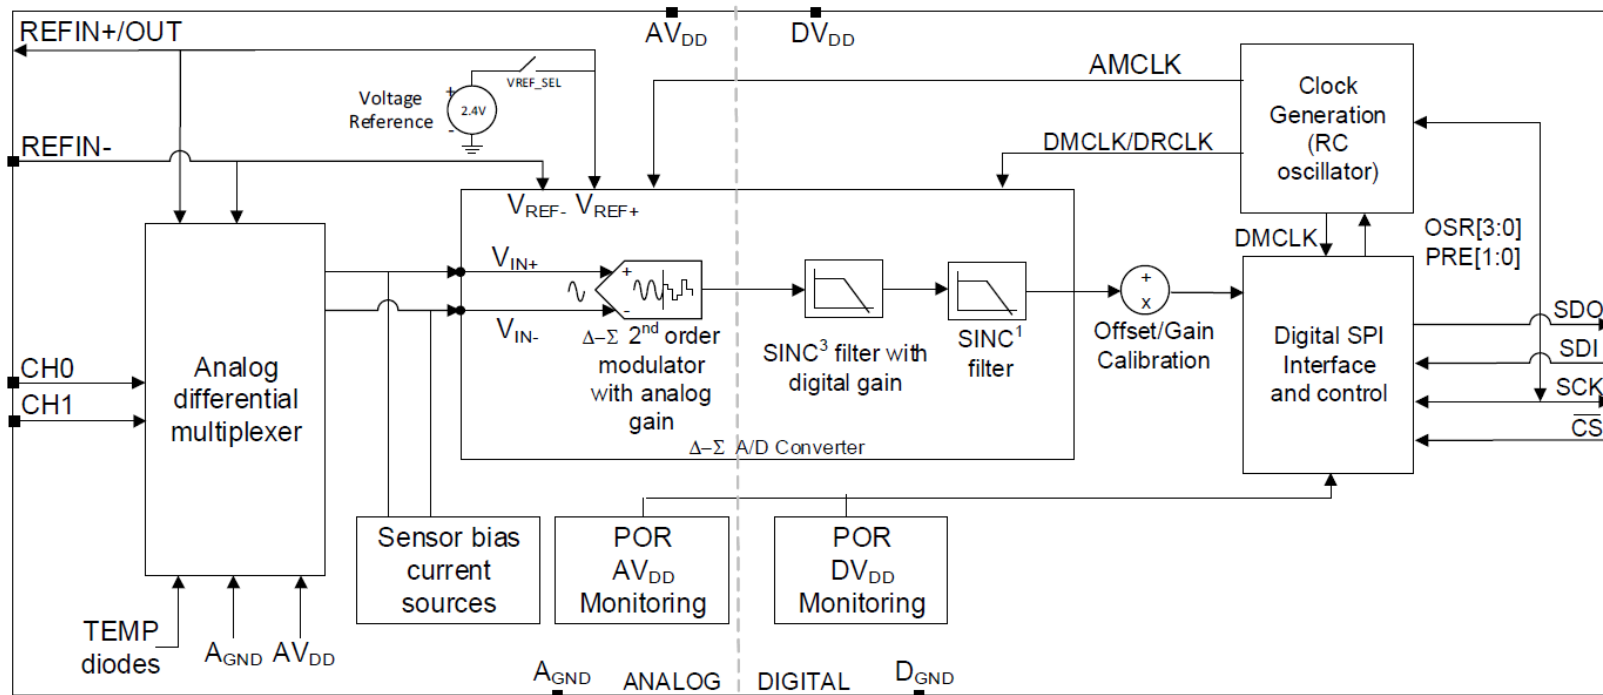 REFIN+/OUT
AVDD
DVDD
AMCLK
VREF_SEL
Voltage
Reference
+
2.4V
-
REFIN-
DMCLK/DRCLK
Clock
Generation
(RC
oscillator)
VREF-
VREF+
DMCLK
OSR[3:0]
PRE[1:0]
VIN+
VIN-
+
-
Δ–Σ 2nd order
modulator
with analog
gain
SINC3 filter with
digital gain
SINC1
filter
+
x
Offset/Gain
Calibration
Digital SPI
Interface
and control
SDO
SDI
SCK
CS
CH0
CH1
Analog
differential
multiplexer
Δ–Σ A/D Converter
Sensor bias
current
sources
POR
AVDD
Monitoring
POR
DVDD
Monitoring
TEMP
diodes
AGND
AVDD
AGND
ANALOG
DIGITAL
DGND